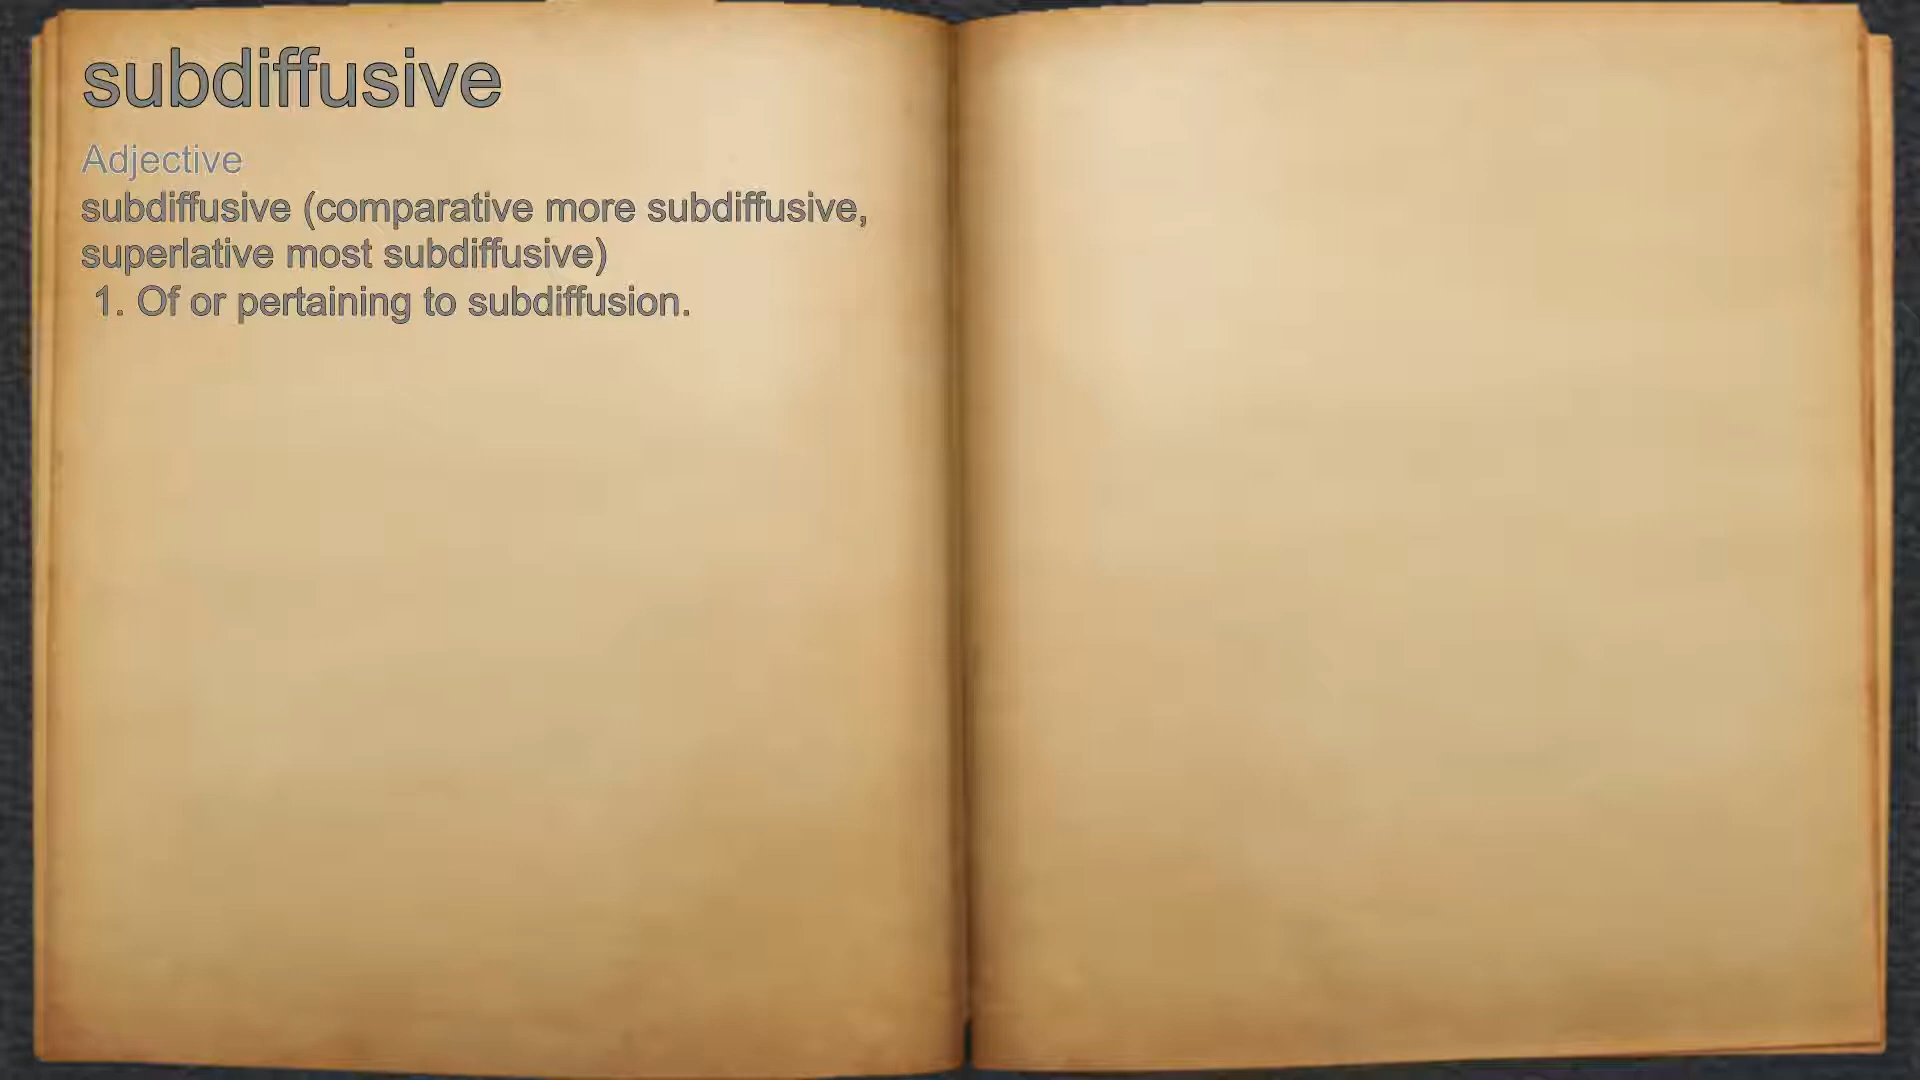 subdiffusive
Adjective
subdiffusive (comparative more subdiffusive,
superlative most subdiffusive)
1. Of or pertaining to subdiffusion.